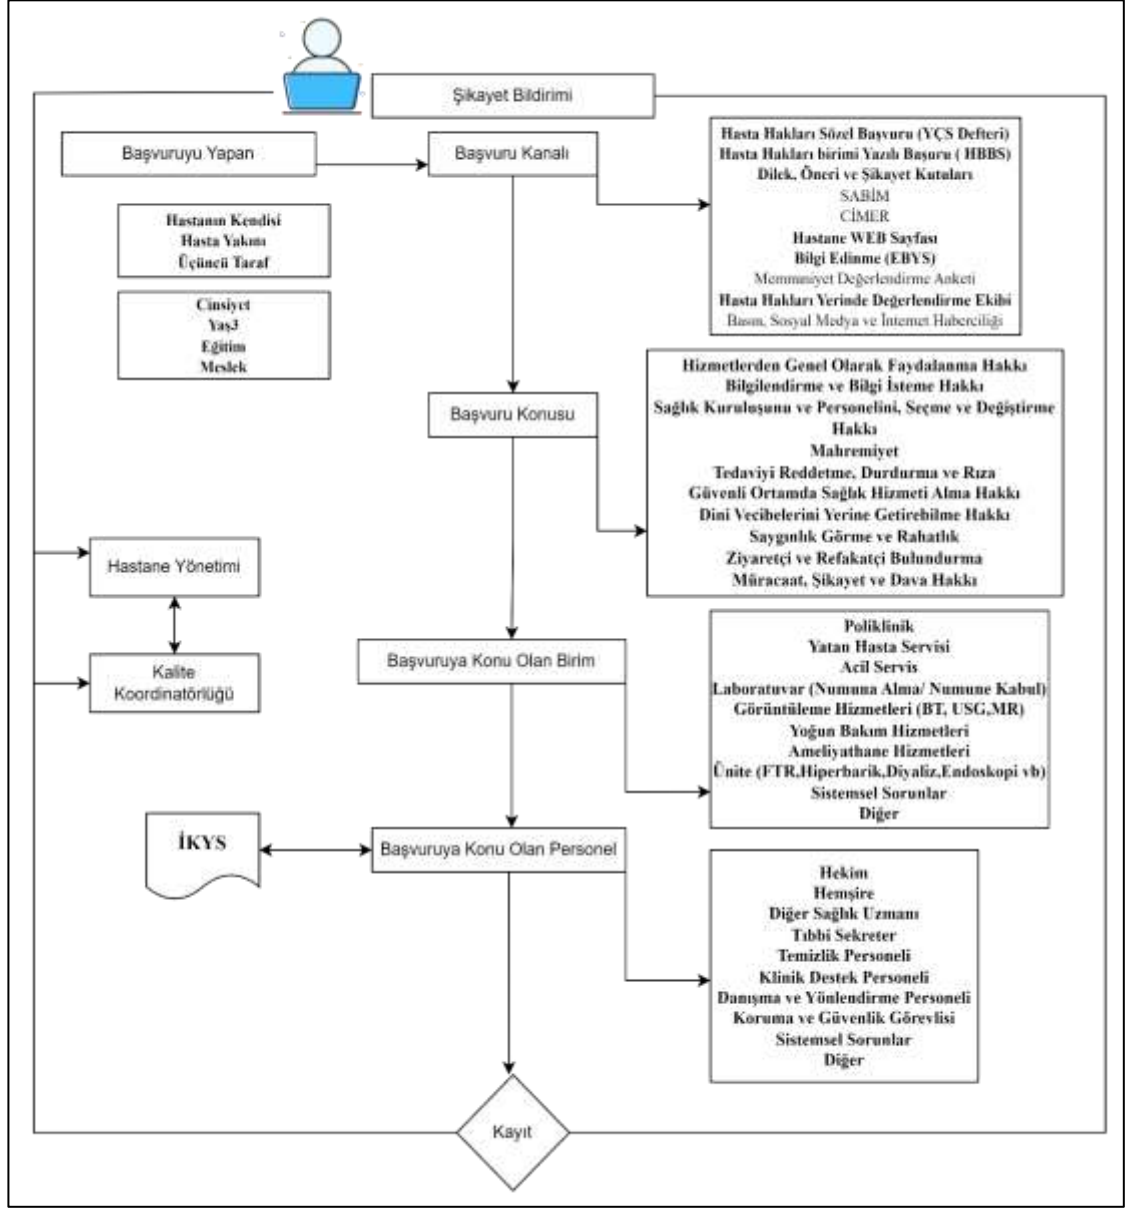 Şikayet Bildirimi
Başvuruyu Yapan
Başvuru Kanalı
Hasta Hakları Sözel Başvuru (YÇS Defteri)
Hasta Hakları birimi Yazılı Başuru ( HBBS)
Dilek, Öneri ve Şikayet Kutuları
SABİM
CİMER
Hastane WEB Sayfası
Bilgi Edinme (EBYS)
Memnuniyet Değerlendirme Anketi
Hasta Hakları Yerinde Değerlendirme Ekibi
Basın, Sosyal Medya ve İnternet Haberciliği
Hastanın Kendisi
Hasta Yakını
Üçüncü Taraf
Cinsiyet
Yaş3
Eğitim
Meslek
Başvuru Konusu
Hizmetlerden Genel Olarak Faydalanma Hakkı
Bilgilendirme ve Bilgi İsteme Hakkı
Sağlık Kuruluşunu ve Personelini, Seçme ve Değiştirme
Hakkı
Mahremiyet
Tedaviyi Reddetme, Durdurma ve Rıza
Güvenli Ortamda Sağlık Hizmeti Alma Hakkı
Dini Vecibelerini Yerine Getirebilme Hakkı
Saygınlık Görme ve Rahatlık
Ziyaretçi ve Refakatçi Bulundurma
Müracaat, Şikayet ve Dava Hakkı
Hastane Yönetimi
Kalite
Koordinatörlüğü
Başvuruya Konu Olan Birim
Poliklinik
Yatan Hasta Servisi
Acil Servis
Laboratuvar (Numuna Alma/ Numune Kabul)
Görüntüleme Hizmetleri (BT, USG,MR)
Yoğun Bakım Hizmetleri
Ameliyathane Hizmetleri
Ünite (FTR,Hiperbarik,Diyaliz,Endoskopi vb)
Sistemsel Sorunlar
Diğer
İKYS
Başvuruya Konu Olan Personel
Hekim
Hemşire
Diğer Sağlık Uzmanı
Tıbbi Sekreter
Temizlik Personeli
Klinik Destek Personeli
Danışma ve Yönlendirme Personeli
Koruma ve Güvenlik Görevlisi
Sistemsel Sorunlar
Diğer
Kayıt